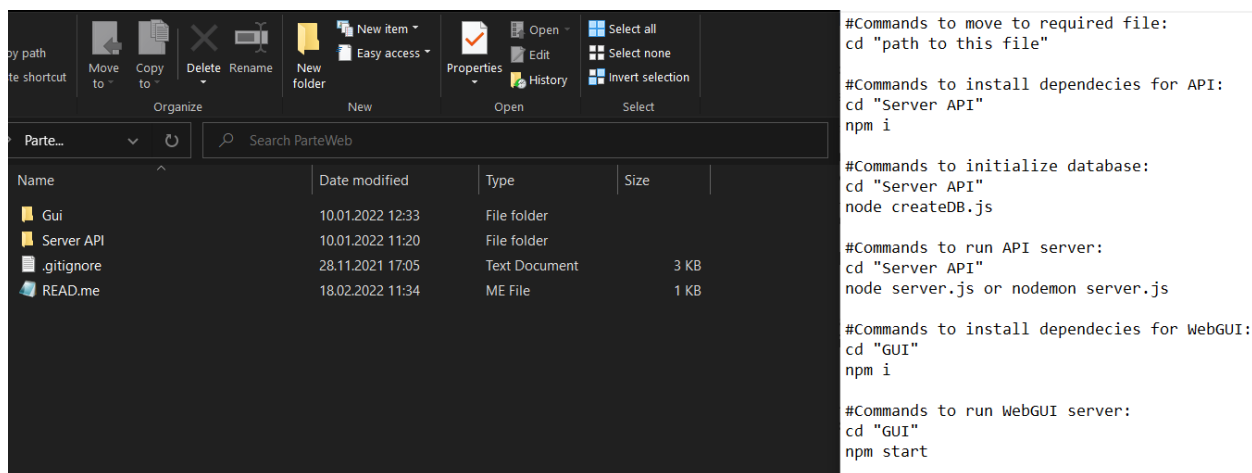 New item
Easy access
by path
te shortcut
Move to
Copy to
Delete
Rename
New folder
Properties
Open
Edit
History
Select all
Select none
Invert selection
Organize
New
Open
Select
Parte...
Search ParteWeb
Name Date modified Type Size
Gui 10.01.2022 12:33 File folder
Server API 10.01.2022 11:20 File folder
.gitignore 28.11.2021 17:05 Text Document 3 KB
READ.me 18.02.2022 11:34 ME File 1 KB
#Commands to move to required file:
cd "path to this file"
#Commands to install dependecies for API:
cd "Server API"
npm i
#Commands to initialize database:
cd "Server API"
node createDB.js
#Commands to run API server:
cd "Server API"
node server.js or nodemon server.js
#Commands to install dependecies for WebGUI:
cd "GUI"
npm i
#Commands to run WebGUI server:
cd "GUI"
npm start